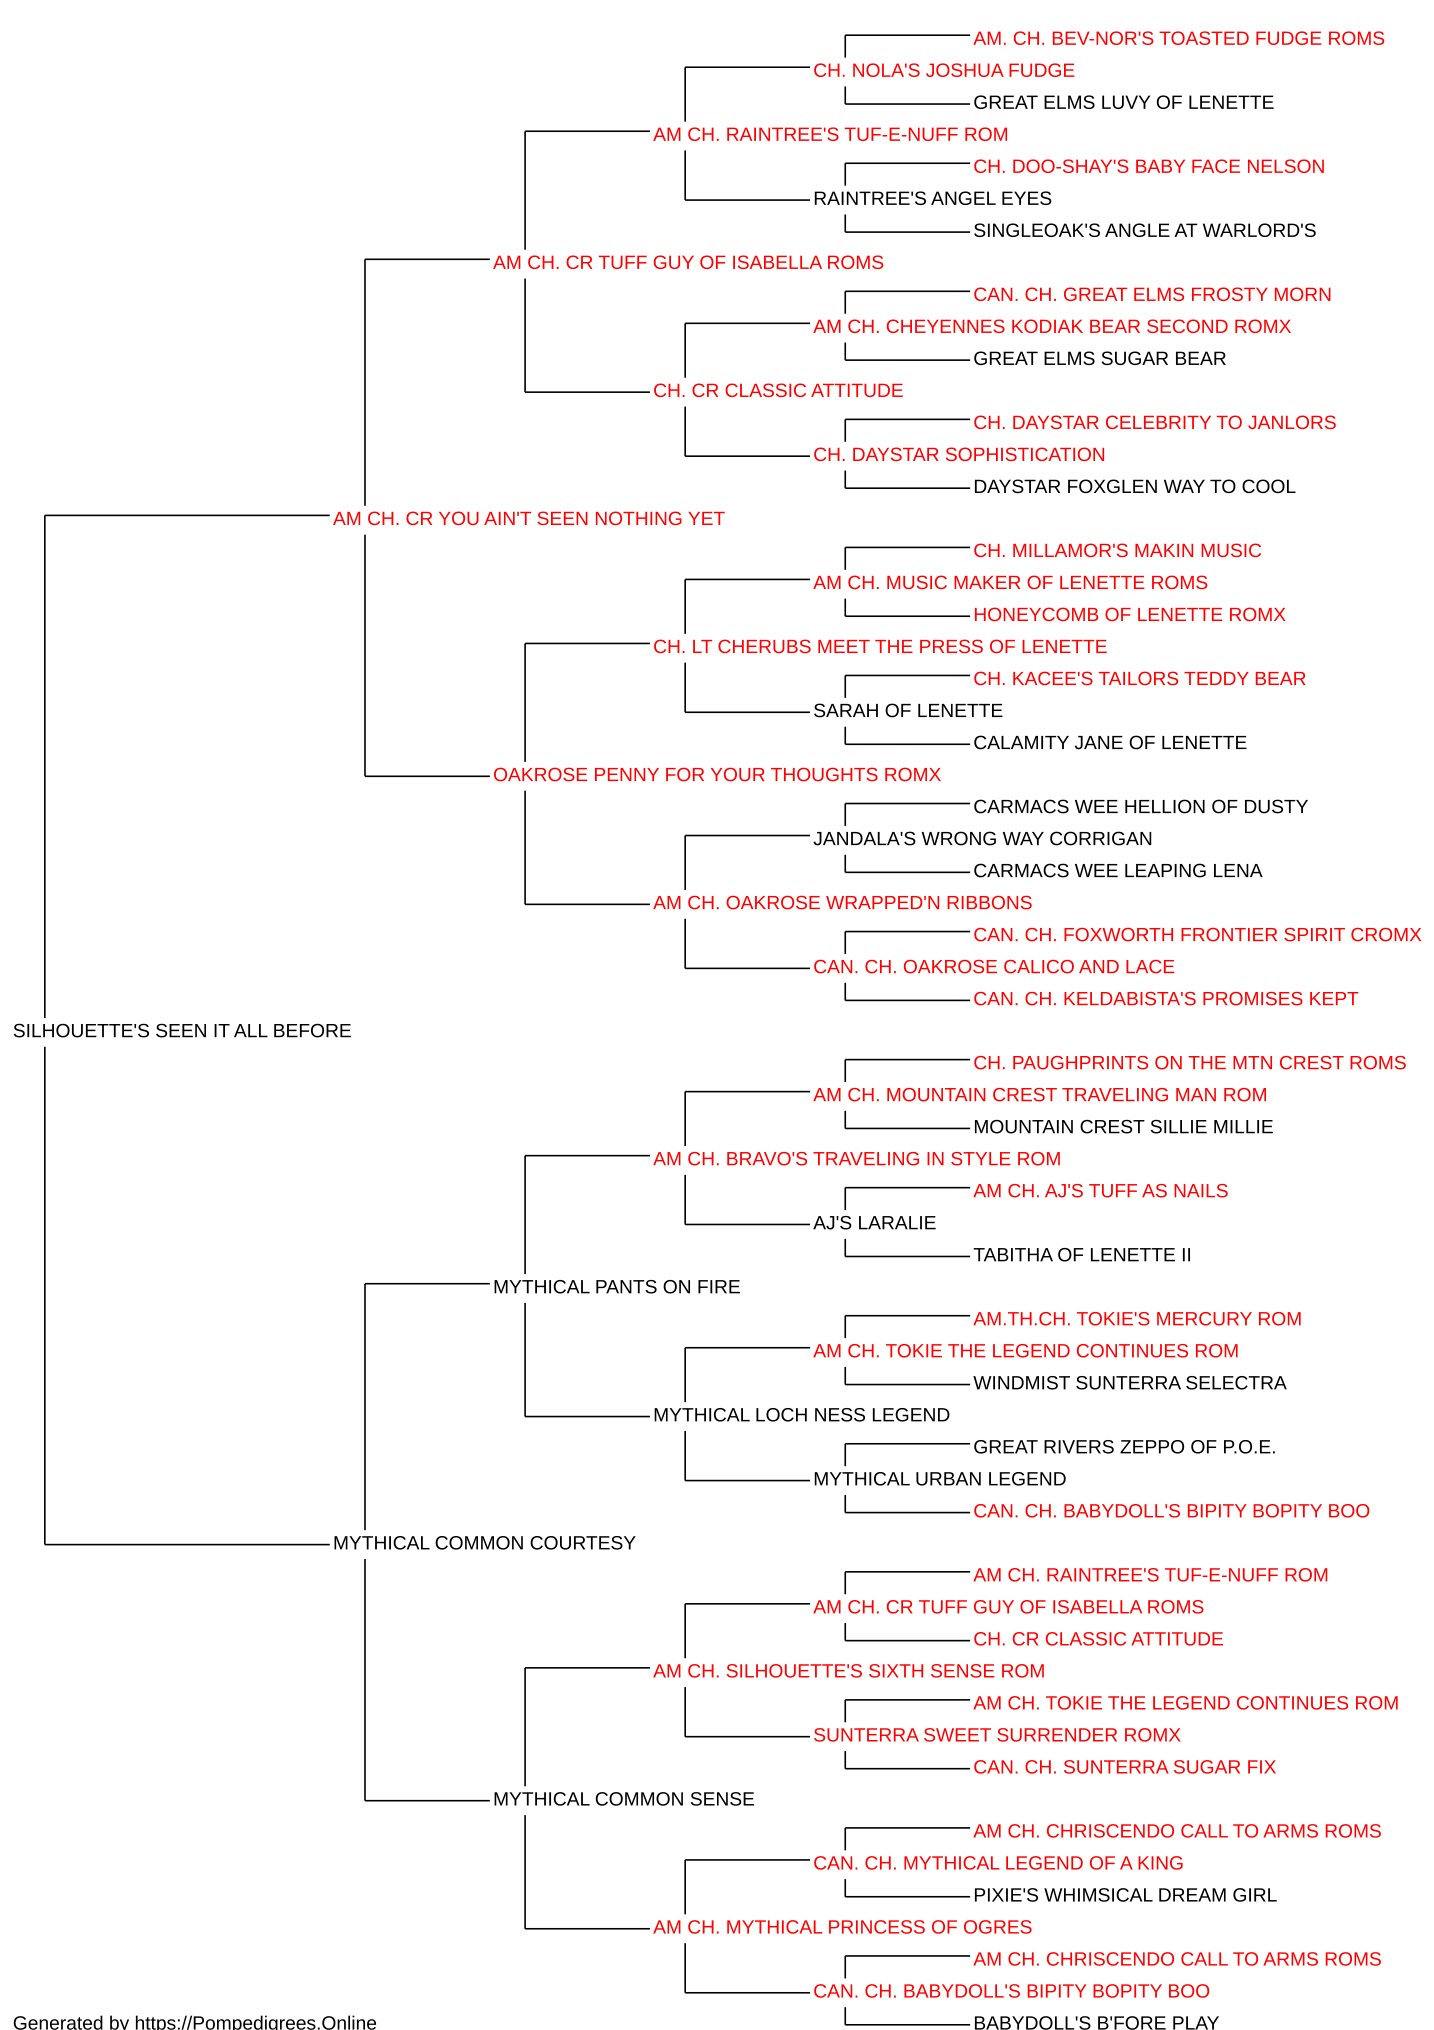 AM. CH. BEV-NOR'S TOASTED FUDGE ROMS
CH. NOLA'S JOSHUA FUDGE
GREAT ELMS LUVY OF LENETTE
AM CH. RAINTREE'S TUF-E-NUFF ROM
CH. DOO-SHAY'S BABY FACE NELSON
RAINTREE'S ANGEL EYES
SINGLEOAK'S ANGLE AT WARLORD'S
AM CH. CR TUFF GUY OF ISABELLA ROMS
CAN. CH. GREAT ELMS FROSTY MORN
AM CH. CHEYENNES KODIAK BEAR SECOND ROMX
GREAT ELMS SUGAR BEAR
CH. CR CLASSIC ATTITUDE
CH. DAYSTAR CELEBRITY TO JANLORS
CH. DAYSTAR SOPHISTICATION
DAYSTAR FOXGLEN WAY TO COOL
AM CH. CR YOU AIN'T SEEN NOTHING YET
CH. MILLAMOR'S MAKIN MUSIC
AM CH. MUSIC MAKER OF LENETTE ROMS
HONEYCOMB OF LENETTE ROMX
CH. LT CHERUBS MEET THE PRESS OF LENETTE
CH. KACEE'S TAILORS TEDDY BEAR
SARAH OF LENETTE
CALAMITY JANE OF LENETTE
OAKROSE PENNY FOR YOUR THOUGHTS ROMX
CARMACS WEE HELLION OF DUSTY
JANDALA'S WRONG WAY CORRIGAN
CARMACS WEE LEAPING LENA
AM CH. OAKROSE WRAPPED'N RIBBONS
CAN. CH. FOXWORTH FRONTIER SPIRIT CROMX
CAN. CH. OAKROSE CALICO AND LACE
CAN. CH. KELDABISTA'S PROMISES KEPT
SILHOUETTE'S SEEN IT ALL BEFORE
CH. PAUGHPRINTS ON THE MTN CREST ROMS
AM CH. MOUNTAIN CREST TRAVELING MAN ROM
MOUNTAIN CREST SILLIE MILLIE
AM CH. BRAVO'S TRAVELING IN STYLE ROM
AM CH. AJ'S TUFF AS NAILS
AJ'S LARALIE
TABITHA OF LENETTE II
MYTHICAL PANTS ON FIRE
AM.TH.CH. TOKIE'S MERCURY ROM
AM CH. TOKIE THE LEGEND CONTINUES ROM
WINDMIST SUNTERRA SELECTRA
MYTHICAL LOCH NESS LEGEND
GREAT RIVERS ZEPPO OF P.O.E.
MYTHICAL URBAN LEGEND
CAN. CH. BABYDOLL'S BIPITY BOPITY BOO
MYTHICAL COMMON COURTESY
AM CH. RAINTREE'S TUF-E-NUFF ROM
AM CH. CR TUFF GUY OF ISABELLA ROMS
CH. CR CLASSIC ATTITUDE
AM CH. SILHOUETTE'S SIXTH SENSE ROM
AM CH. TOKIE THE LEGEND CONTINUES ROM
SUNTERRA SWEET SURRENDER ROMX
CAN. CH. SUNTERRA SUGAR FIX
MYTHICAL COMMON SENSE
AM CH. CHRISCENDO CALL TO ARMS ROMS
CAN. CH. MYTHICAL LEGEND OF A KING
PIXIE'S WHIMSICAL DREAM GIRL
AM CH. MYTHICAL PRINCESS OF OGRES
AM CH. CHRISCENDO CALL TO ARMS ROMS
CAN. CH. BABYDOLL'S BIPITY BOPITY BOO
BABYDOLL'S B'FORE PLAY
Generated by https://Pompedigrees.Online